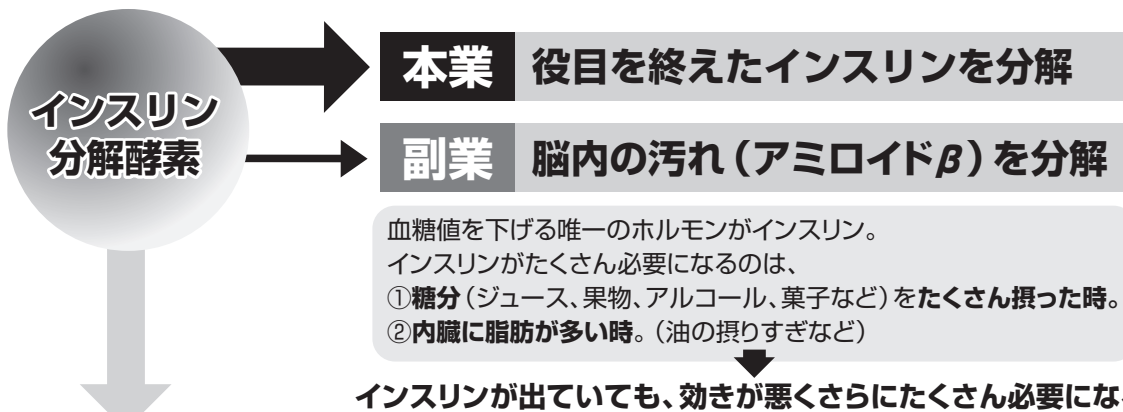 インスリン
分解酵素
本業 役目を終えたインスリンを分解
副業 脳内の汚れ（アミロイドβ）を分解
血糖値を下げる唯一のホルモンがインスリン。
インスリンがたくさん必要になるのは、
①糖分（ジュース、果物、アルコール、菓子など）をたくさん摂った時。
②内臓に脂肪が多い時。（油の摂りすぎなど）
インスリンが出ていても、効きが悪くさらにたくさん必要にな